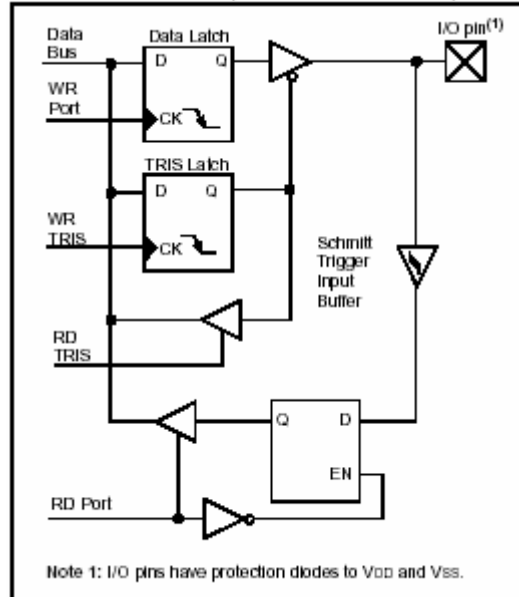 Data Bus
Data Latch
I/O pin(1)
D Q
WR Port
CK
TRIS Latch
D Q
WR TRIS
CK
Schmitt Trigger Input Buffer
RD TRIS
Q D
EN
RD Port
Note 1: I/O pins have protection diodes to VDD and VSS.